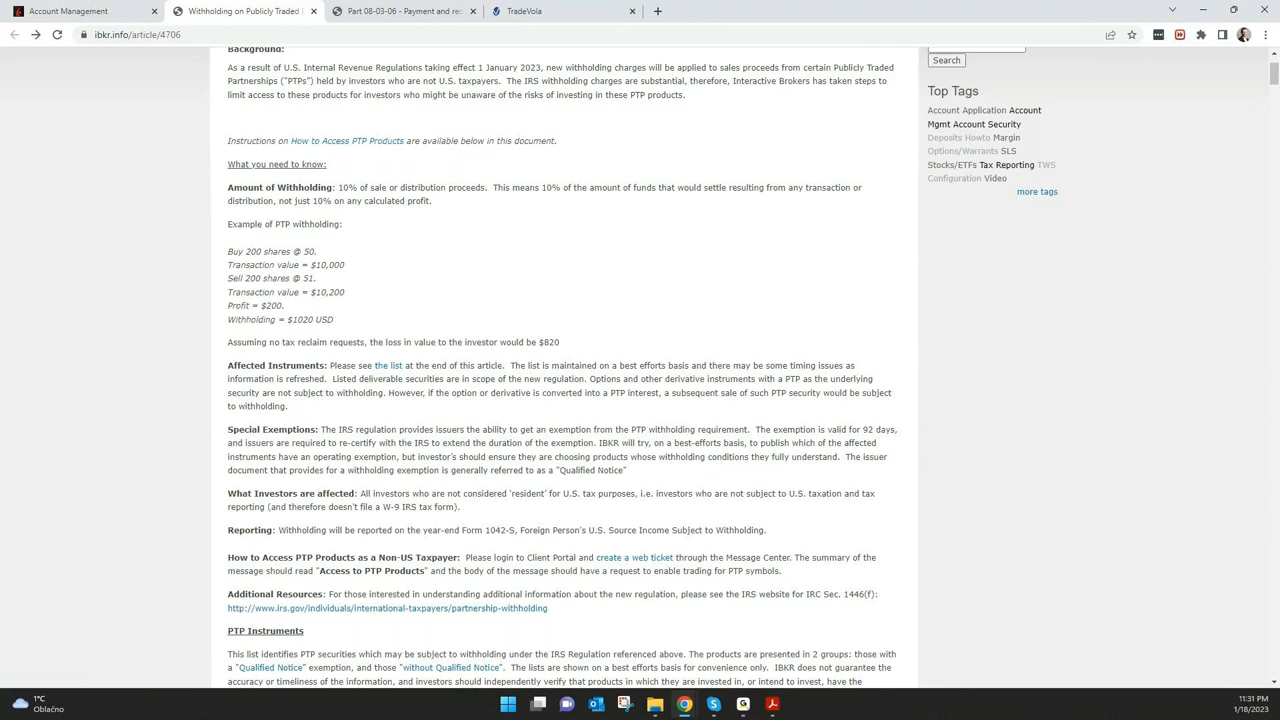 Account Management
Withholding on Publicly Traded
Part 08-03-06 - Payment and rec
TradeVola
ibkr.info/article/4706
Background:
As a result of U.S. Internal Revenue Regulations taking effect 1 January 2023, new withholding charges will be applied to sales proceeds from certain Publicly Traded
Partnerships ("PTPs") held by investors who are not U.S. taxpayers. The IRS withholding charges are substantial, therefore, Interactive Brokers has taken steps to
limit access to these products for investors who might be unaware of the risks of investing in these PTP products.
Instructions on How to Access PTP Products are available below in this document.
What you need to know:
Amount of Withholding: 10% of sale or distribution proceeds. This means 10% of the amount of funds that would settle resulting from any transaction or
distribution, not just 10% on any calculated profit.
Example of PTP withholding:
Buy 200 shares @ 50.
Transaction value = $10,000
Sell 200 shares @ 51.
Transaction value = $10,200
Profit = $200.
Withholding = $1020 USD
Assuming no tax reclaim requests, the loss in value to the investor would be $820
Affected Instruments: Please see the list at the end of this article. The list is maintained on a best efforts basis and there may be some timing issues as
information is refreshed. Listed deliverable securities are in scope of the new regulation. Options and other derivative instruments with a PTP as the underlying
security are not subject to withholding. However, if the option or derivative is converted into a PTP interest, a subsequent sale of such PTP security would be subject
to withholding.
Special Exemptions: The IRS regulation provides issuers the ability to get an exemption from the PTP withholding requirement. The exemption is valid for 92 days,
and issuers are required to re-certify with the IRS to extend the duration of the exemption. IBKR will try, on a best-efforts basis, to publish which of the affected
instruments have an operating exemption, but investor's should ensure they are choosing products whose withholding conditions they fully understand. The issuer
document that provides for a withholding exemption is generally referred to as a "Qualified Notice"
What Investors are affected: All investors who are not considered 'resident' for U.S. tax purposes, i.e. investors who are not subject to U.S. taxation and tax
reporting (and therefore doesn't file a W-9 IRS tax form).
Reporting: Withholding will be reported on the year-end Form 1042-S, Foreign Person's U.S. Source Income Subject to Withholding.
How to Access PTP Products as a Non-US Taxpayer: Please login to Client Portal and create a web ticket through the Message Center. The summary of the
message should read "Access to PTP Products" and the body of the message should have a request to enable trading for PTP symbols.
Additional Resources: For those interested in understanding additional information about the new regulation, please see the IRS website for IRC Sec. 1446(f):
http://www.irs.gov/individuals/international-taxpayers/partnership-withholding
PTP Instruments
This list identifies PTP securities which may be subject to withholding under the IRS Regulation referenced above. The products are presented in 2 groups: those with
a "Qualified Notice" exemption, and those "without Qualified Notice". The lists are shown on a best efforts basis for convenience only. IBKR does not guarantee the
accuracy or timeliness of the information, and investors should independently verify that products in which they are invested in, or intend to invest, have the
Search
Top Tags
Account Application Account
Mgmt Account Security
Deposits Howto Margin
Options/Warrants SLS
Stocks/ETFs Tax Reporting TWS
Configuration Video
more tags
1°C
Oblačno
11:31 PM
1/18/2023